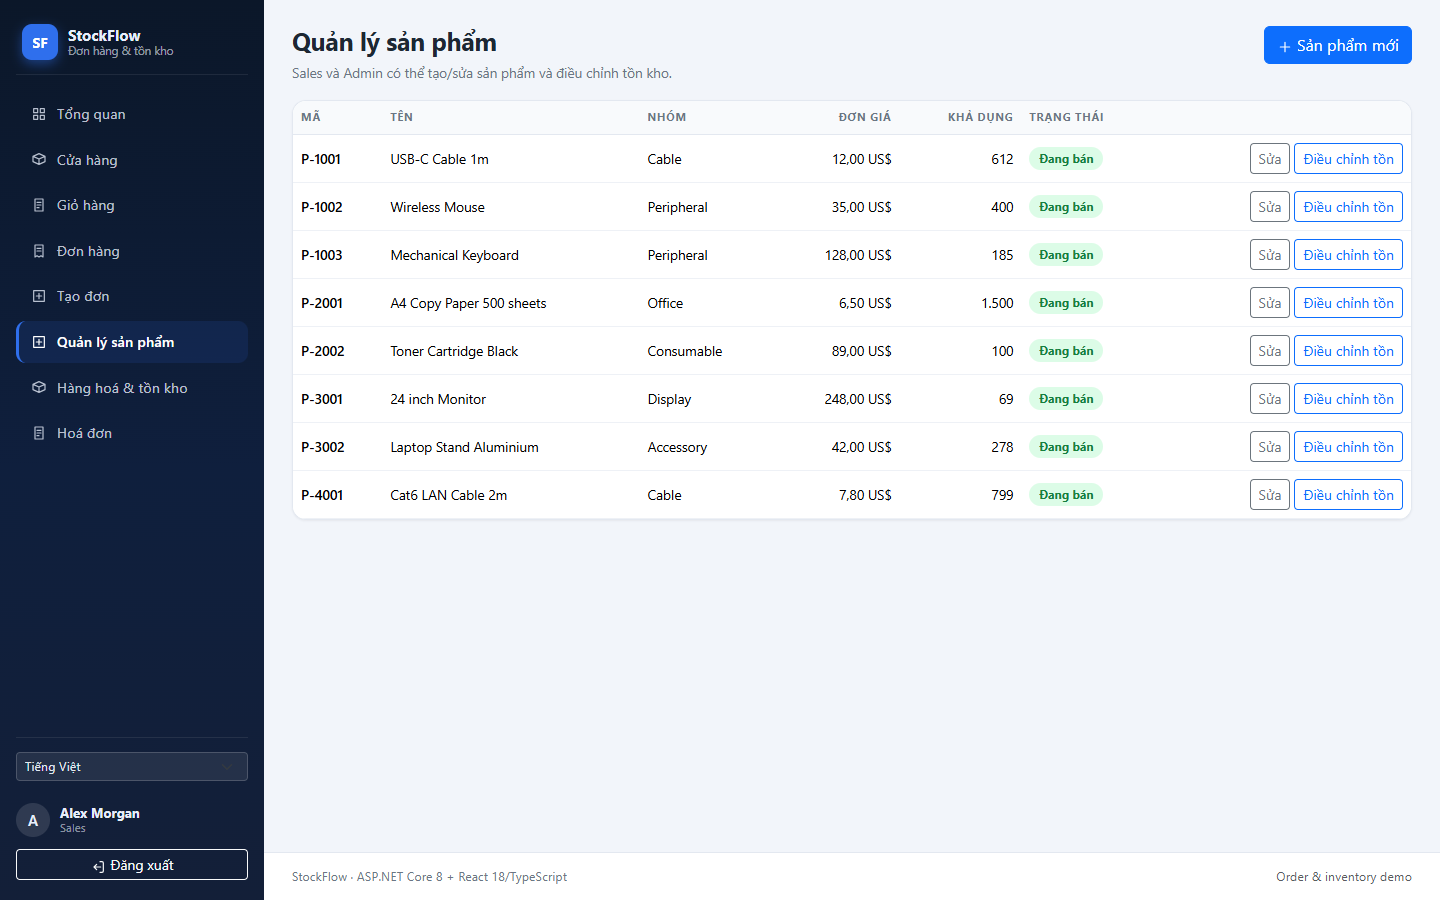 SF
StockFlow
Đơn hàng & tồn kho
Tổng quan
Cửa hàng
Giỏ hàng
Đơn hàng
Tạo đơn
Quản lý sản phẩm
Hàng hoá & tồn kho
Hoá đơn
Tiếng Việt
A
Alex Morgan
Sales
Đăng xuất
Quản lý sản phẩm
Sales và Admin có thể tạo/sửa sản phẩm và điều chỉnh tồn kho.
+ Sản phẩm mới
MÃ TÊN NHÓM ĐƠN GIÁ KHẢ DỤNG TRẠNG THÁI
P-1001 USB-C Cable 1m Cable 12,00 US$ 612 Đang bán Sửa Điều chỉnh tồn
P-1002 Wireless Mouse Peripheral 35,00 US$ 400 Đang bán Sửa Điều chỉnh tồn
P-1003 Mechanical Keyboard Peripheral 128,00 US$ 185 Đang bán Sửa Điều chỉnh tồn
P-2001 A4 Copy Paper 500 sheets Office 6,50 US$ 1.500 Đang bán Sửa Điều chỉnh tồn
P-2002 Toner Cartridge Black Consumable 89,00 US$ 100 Đang bán Sửa Điều chỉnh tồn
P-3001 24 inch Monitor Display 248,00 US$ 69 Đang bán Sửa Điều chỉnh tồn
P-3002 Laptop Stand Aluminium Accessory 42,00 US$ 278 Đang bán Sửa Điều chỉnh tồn
P-4001 Cat6 LAN Cable 2m Cable 7,80 US$ 799 Đang bán Sửa Điều chỉnh tồn
StockFlow · ASP.NET Core 8 + React 18/TypeScript
Order & inventory demo